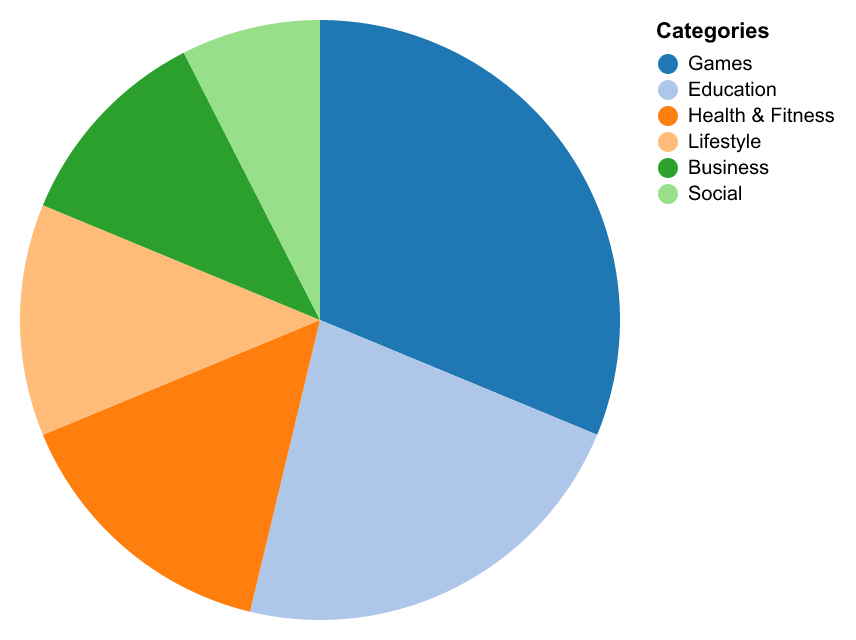 Categories
Games
Education
Health & Fitness
Lifestyle
Business
Social